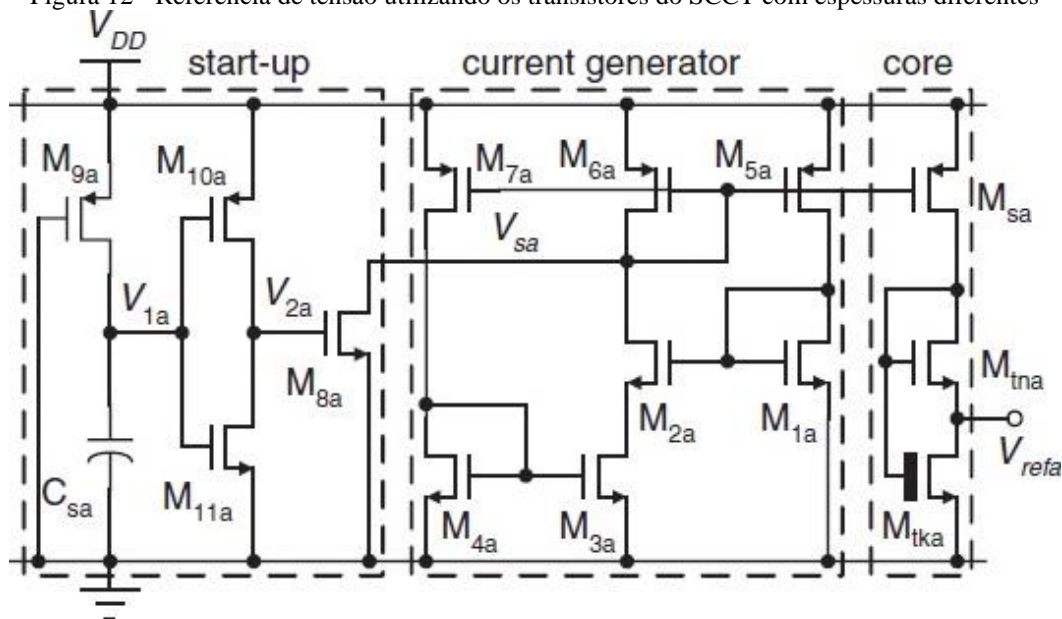 Figura 12 - Referência de tensão utilizando os transistores do SCCT com espessuras diferentes
V_DD
start-up
current generator
core
M_9a
M_10a
M_7a
M_6a
M_5a
M_sa
V_sa
V_1a
V_2a
M_8a
M_tna
M_2a
M_1a
V_refa
C_sa
M_11a
M_4a
M_3a
M_tka